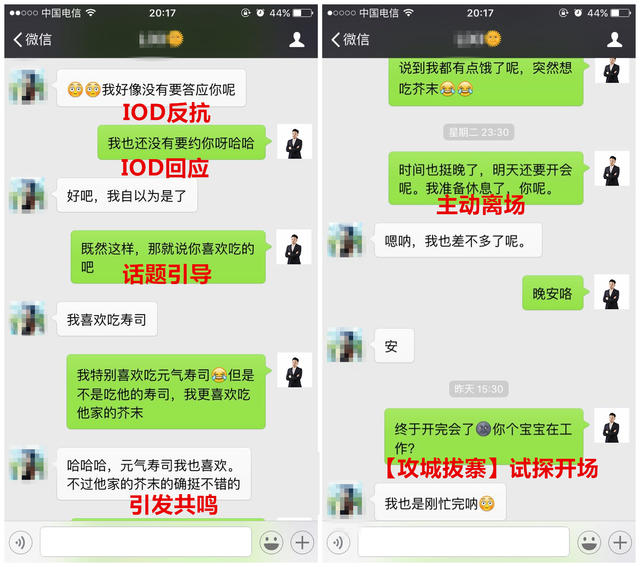 中国电信
20:17
44%
微信
我好像没有要答应你呢
IOD反抗
我也还没有要约你呀哈哈
IOD回应
好吧，我自以为是了
既然这样，那就说你喜欢吃的
吧
话题引导
我喜欢吃寿司
我特别喜欢吃元气寿司😂但是
不是吃他的寿司，我更喜欢吃
他家的芥末
哈哈哈，元气寿司我也喜欢。
不过他家的芥末的确挺不错的
引发共鸣
中国电信
20:17
44%
微信
说到我都有点饿了呢，突然想
吃芥末😂😂
星期二 23:30
时间也挺晚了，明天还要开会
呢。我准备休息了，你呢。
主动离场
嗯呐，我也差不多了呢。
晚安咯
安
昨天 15:30
终于开完会了🌚你个宝宝在工
作？
【攻城拔寨】试探开场
我也是刚忙完呐😳